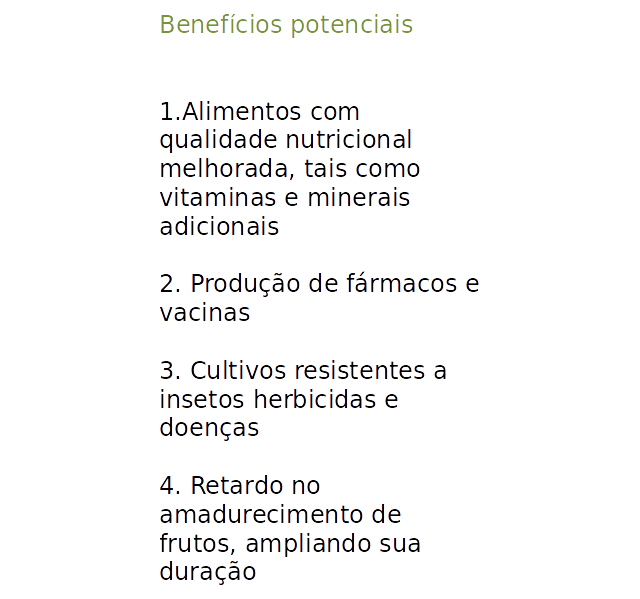 Benefícios potenciais
1.Alimentos com
qualidade nutricional
melhorada, tais como
vitaminas e minerais
adicionais
2. Produção de fármacos e
vacinas
3. Cultivos resistentes a
insetos herbicidas e
doenças
4. Retardo no
amadurecimento de
frutos, ampliando sua
duração